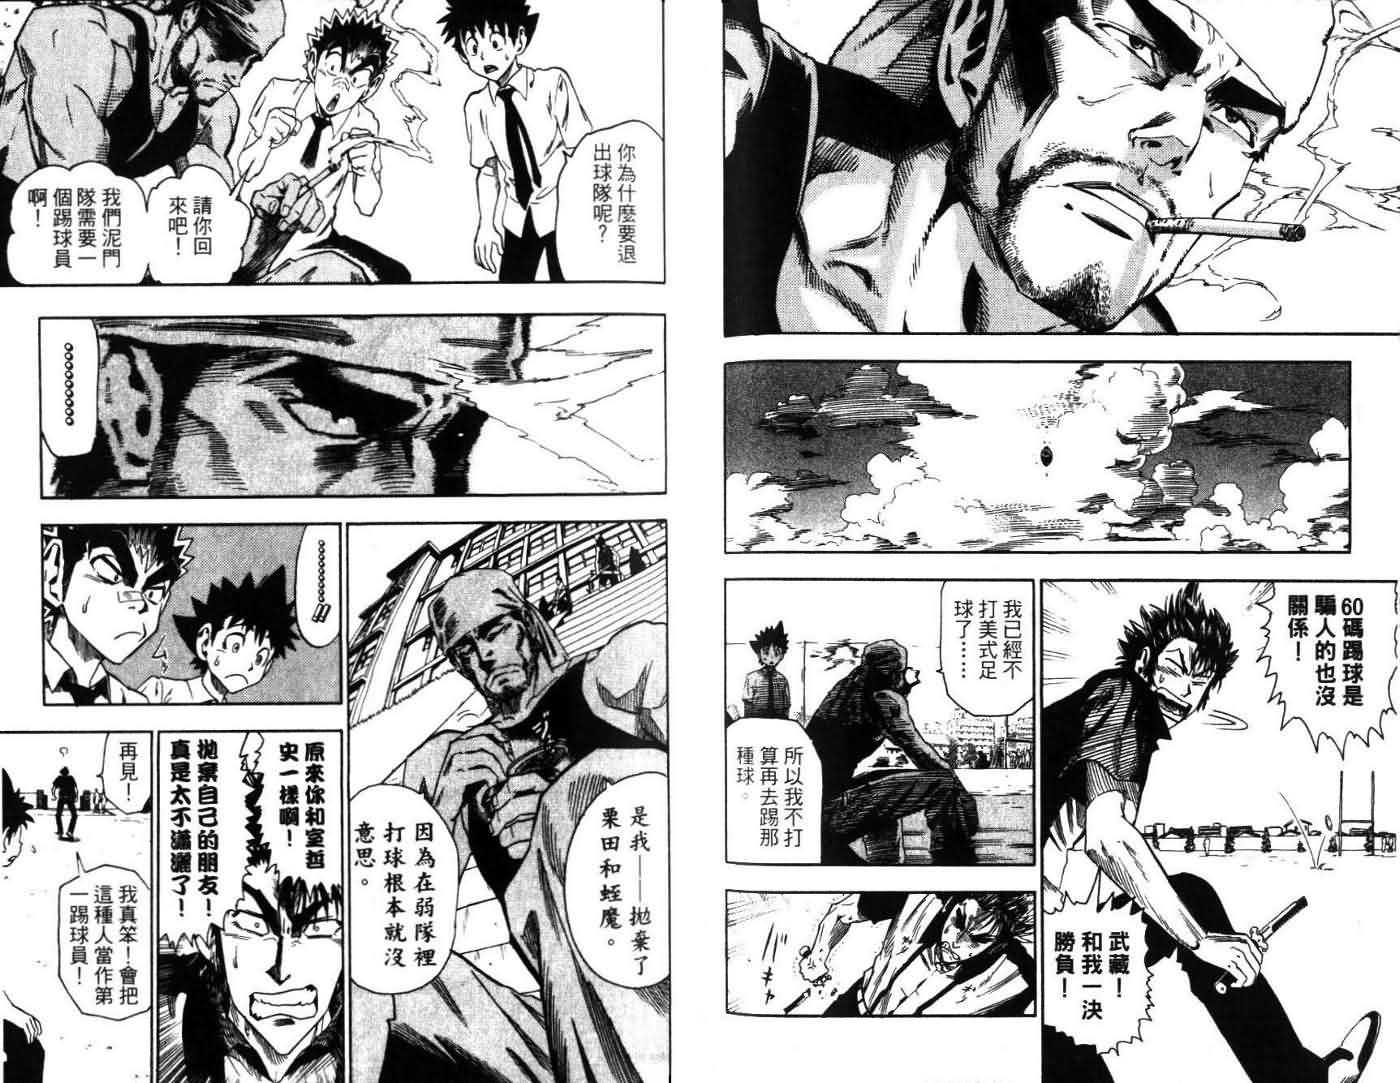 60碼踢球是
騙人的也沒
關係！
武藏！
和我一決
勝負！
我已經不
打美式足
球了……
所以我不打
算再去踢那
種球。
ギャ
你為什麼要退
出球隊呢？
請你回
來吧！
我們泥門
隊需要一
個踢球員
啊！
………
是我——拋棄了
栗田和蛭魔。
因為在弱隊裡
打球根本就沒
意思。
……!!
原來你和室哲
史一樣啊！
拋棄自己的朋友！
真是太不瀟灑了！
再見！
我真笨！會把
這種人當作第
一踢球員！